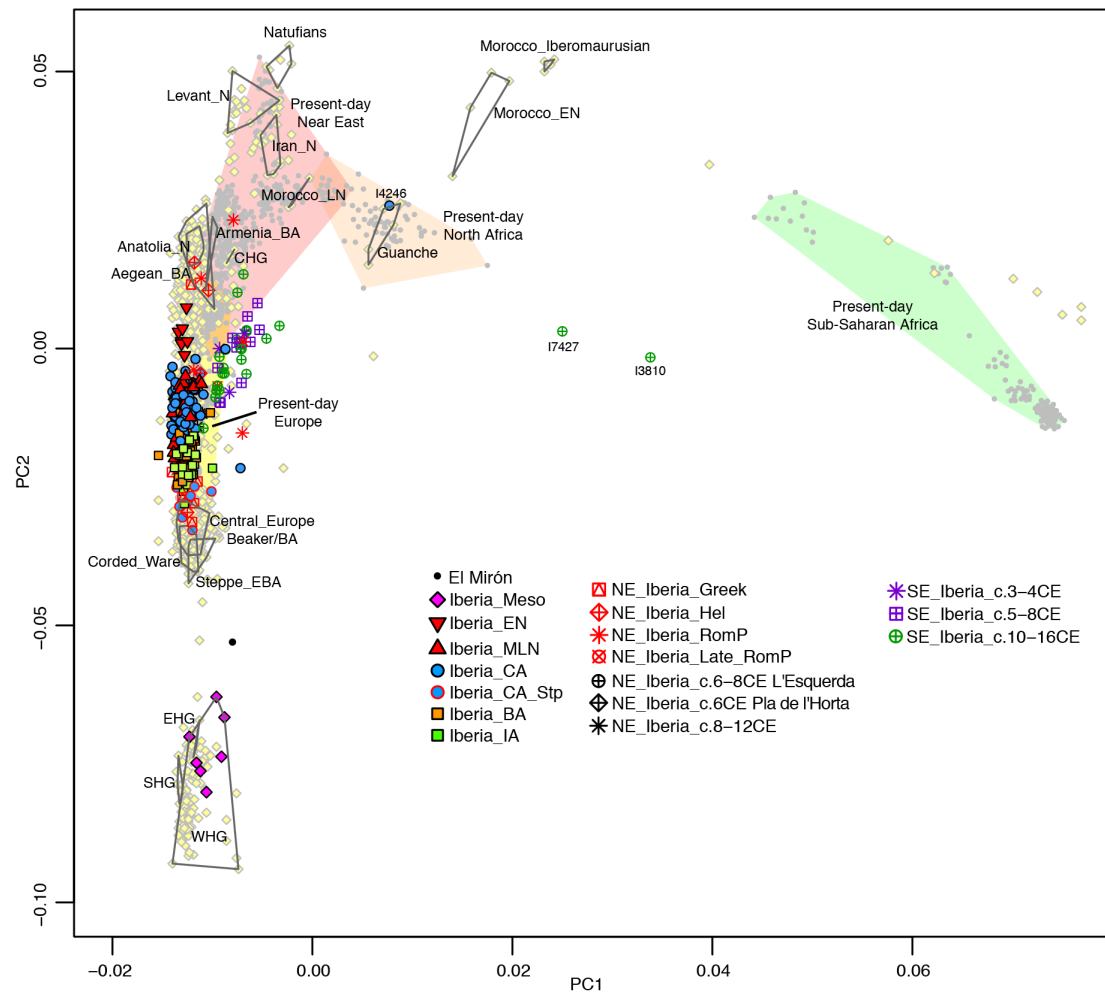 Natufians
Morocco_Iberomaurusian
0.05
Levant_N
Present-day
Near East
Morocco_EN
Iran_N
Morocco_LN
I4246
Present-day
North Africa
Armenia_BA
Anatolia_N
Guanche
CHG
Aegean_BA
Present-day
Sub-Saharan Africa
0.00
I7427
I3810
Present-day
Europe
PC2
Central_Europe
Beaker/BA
Corded_Ware
Steppe_EBA
El Mirón
Iberia_Meso
Iberia_EN
Iberia_MLN
Iberia_CA
Iberia_CA_Stp
Iberia_BA
Iberia_IA
NE_Iberia_Greek
NE_Iberia_Hel
NE_Iberia_RomP
NE_Iberia_Late_RomP
NE_Iberia_c.6–8CE L'Esquerda
NE_Iberia_c.6CE Pla de l'Horta
NE_Iberia_c.8–12CE
SE_Iberia_c.3–4CE
SE_Iberia_c.5–8CE
SE_Iberia_c.10–16CE
−0.05
EHG
SHG
WHG
−0.10
−0.02
0.00
0.02
0.04
0.06
PC1